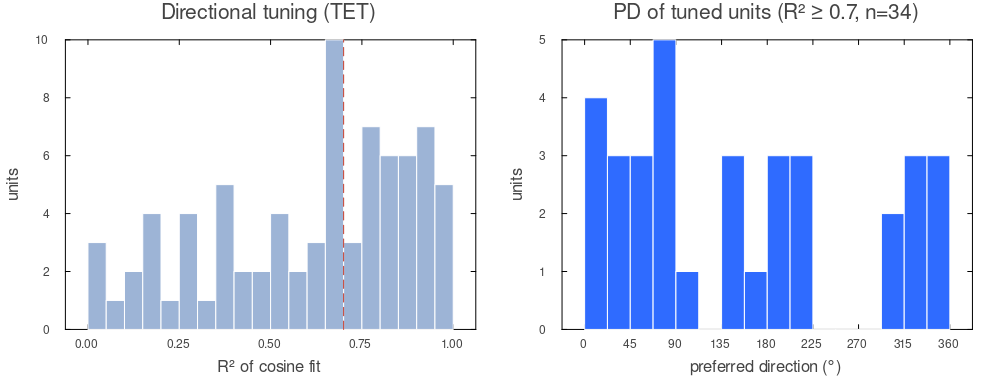 Directional tuning (TET)
10
8
6
4
2
0
units
0.00 0.25 0.50 0.75 1.00
R² of cosine fit
PD of tuned units (R² ≥ 0.7, n=34)
5
4
3
2
1
0
units
0 45 90 135 180 225 270 315 360
preferred direction (°)